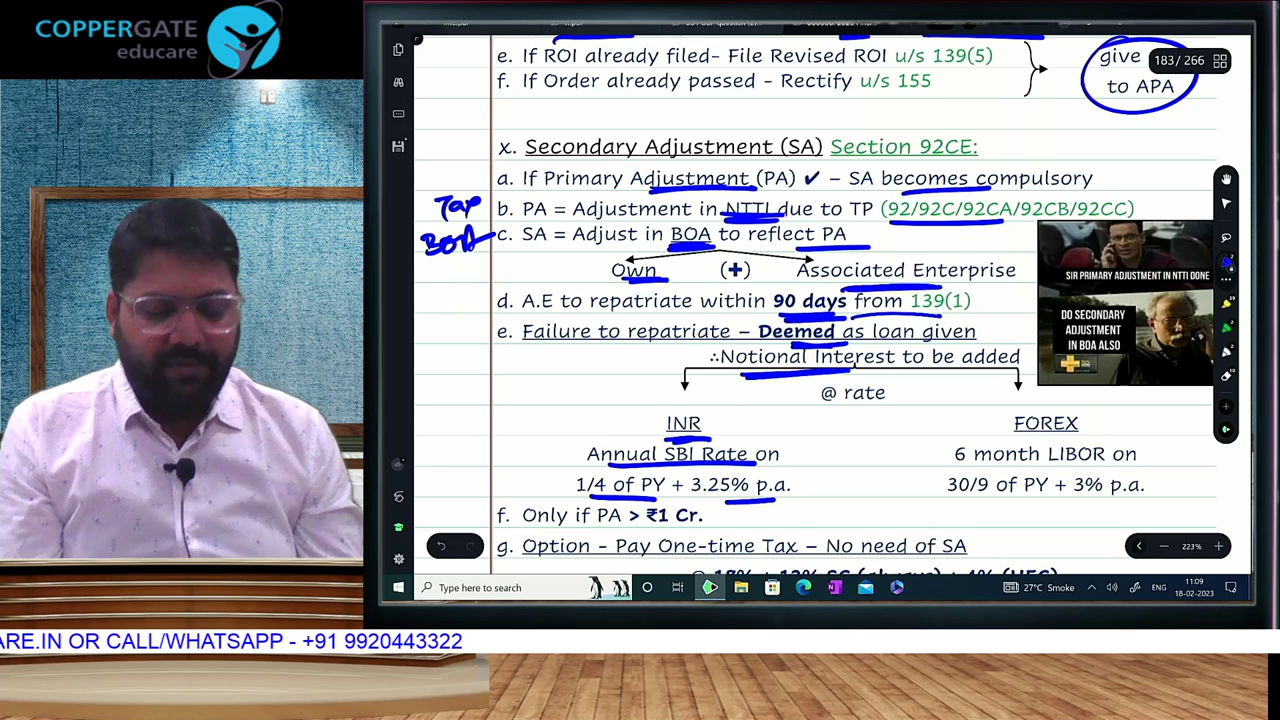 COPPERGATE
educare
e. If ROI already filed- File Revised ROI u/s 139(5)
f. If Order already passed - Rectify u/s 155
give
to APA
183/266
x. Secondary Adjustment (SA) Section 92CE:
a. If Primary Adjustment (PA) ✔ – SA becomes compulsory
b. PA = Adjustment in NTTI due to TP (92/92C/92CA/92CB/92CC)
BOA
c. SA = Adjust in BOA to reflect PA
Own (+) Associated Enterprise
d. A.E to repatriate within 90 days from 139(1)
e. Failure to repatriate – Deemed as loan given
∴Notional Interest to be added
@ rate
INR
Annual SBI Rate on
1/4 of PY + 3.25% p.a.
FOREX
6 month LIBOR on
30/9 of PY + 3% p.a.
f. Only if PA > ₹1 Cr.
g. Option - Pay One-time Tax – No need of SA
SIR PRIMARY ADJUSTMENT IN NTTI DONE
DO SECONDARY
ADJUSTMENT
IN BOA ALSO
223%
Type here to search
27°C Smoke
ENG
11:09
18-02-2023
ARE.IN OR CALL/WHATSAPP - +91 9920443322